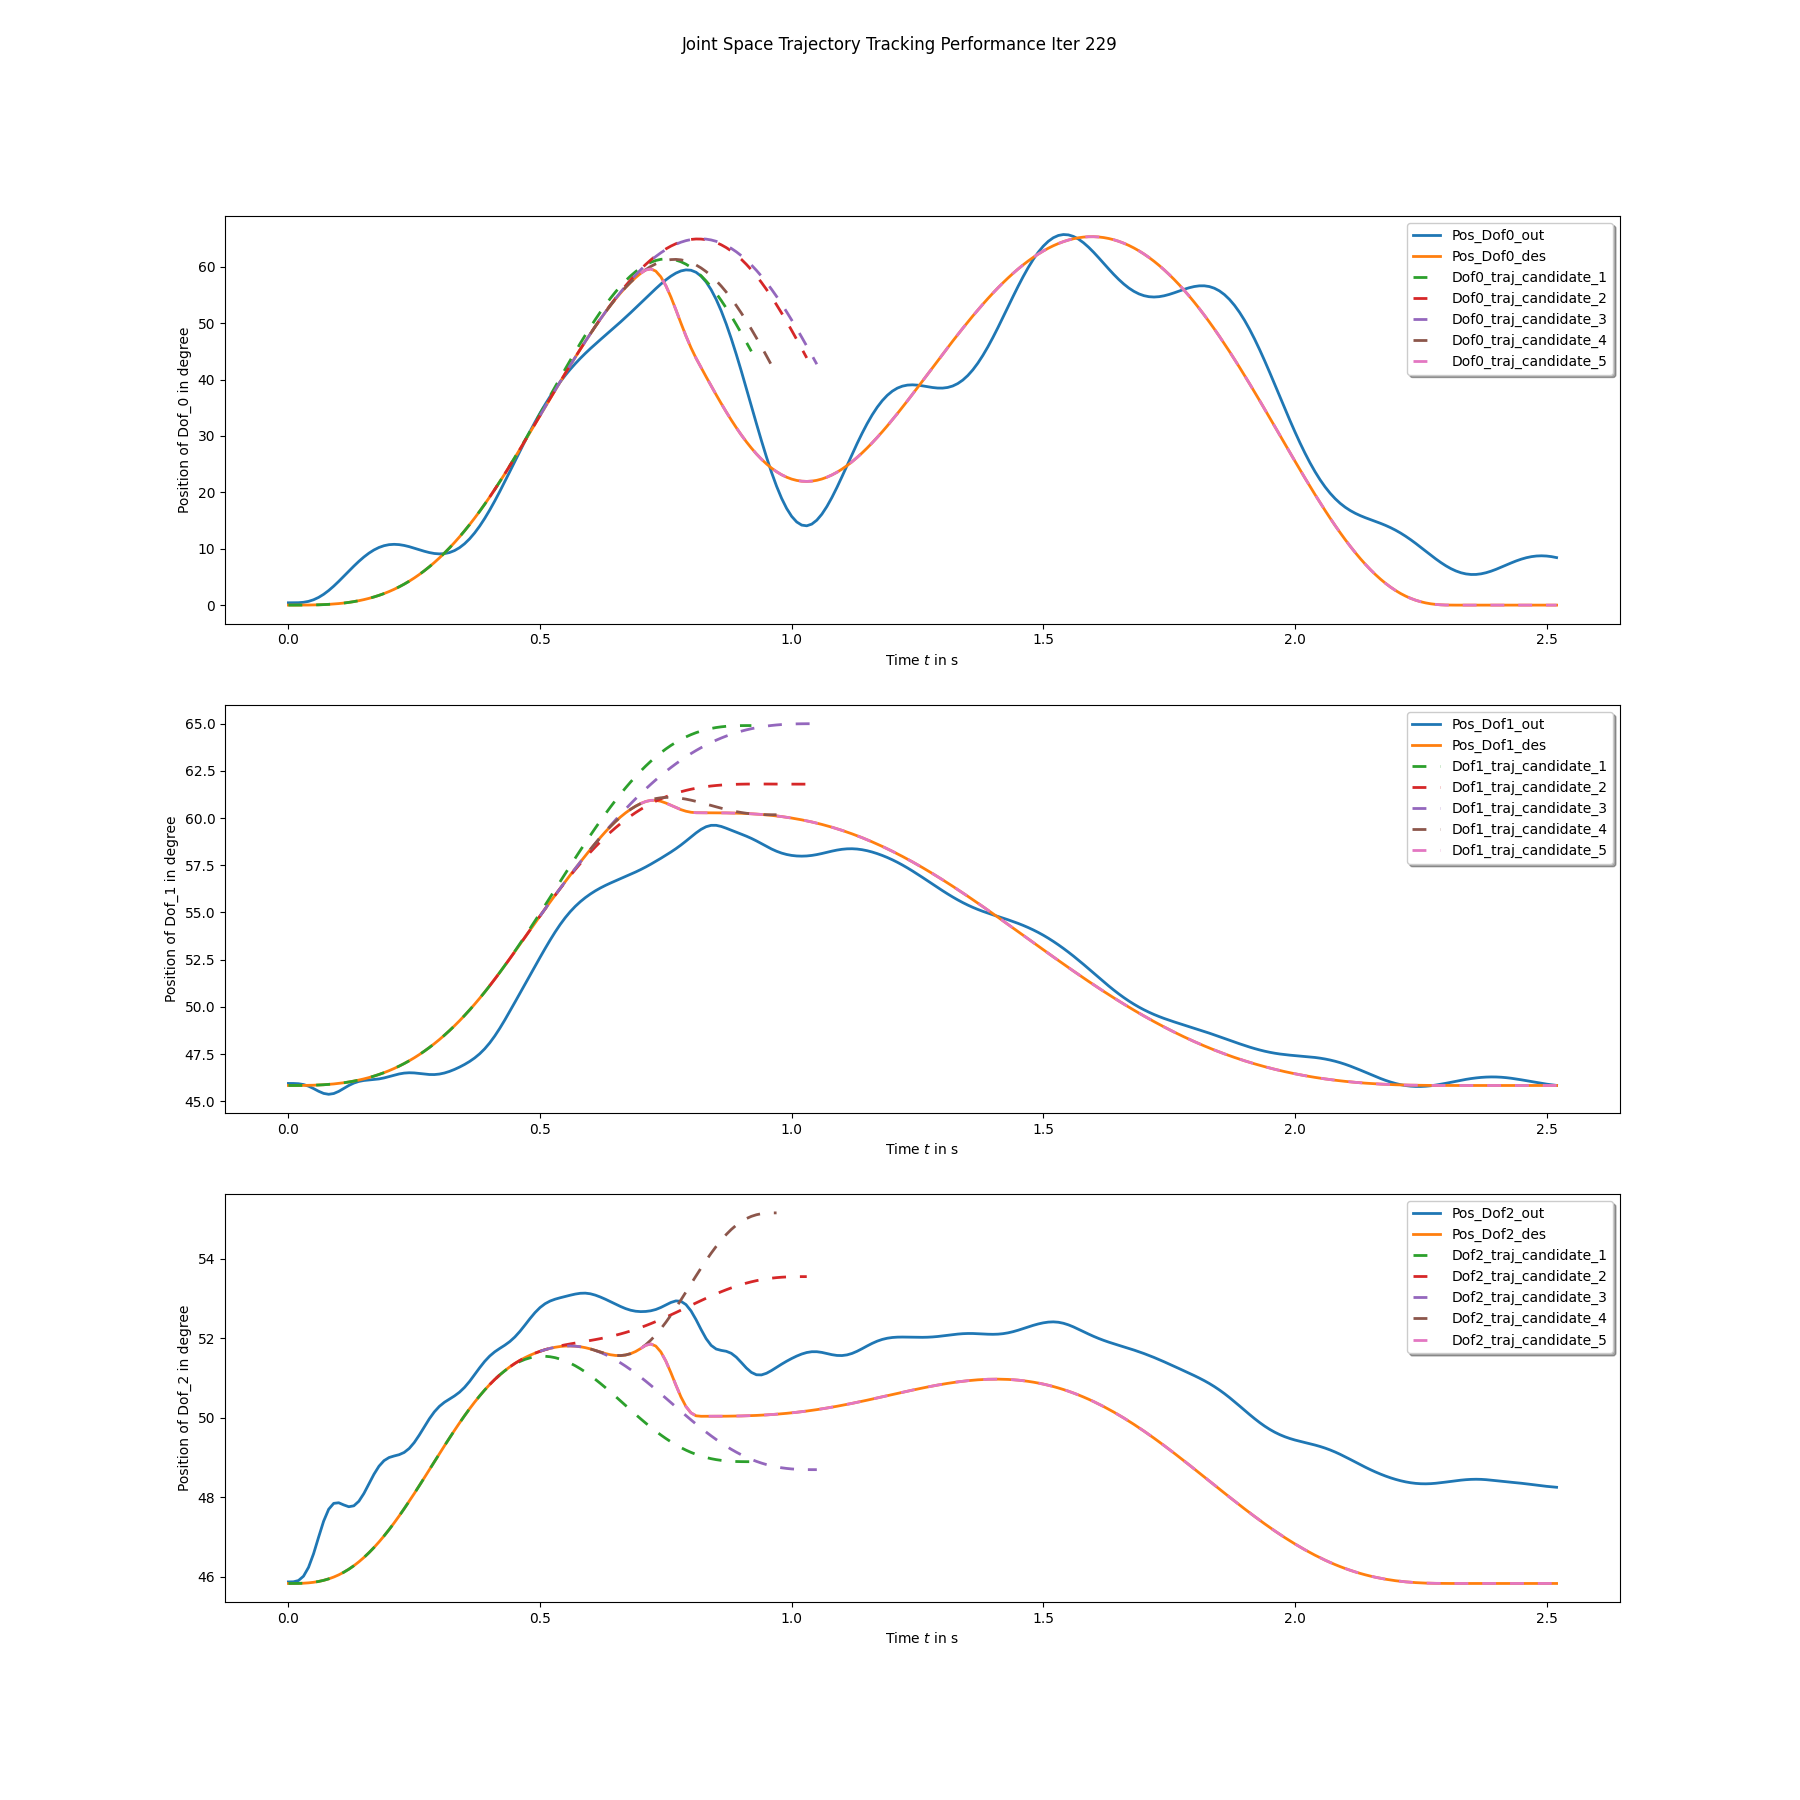 Joint Space Trajectory Tracking Performance Iter 229
Position of Dof_0 in degree
60
50
40
30
20
10
0
0.0 0.5 1.0 1.5 2.0 2.5
Time t in s
Pos_Dof0_out
Pos_Dof0_des
Dof0_traj_candidate_1
Dof0_traj_candidate_2
Dof0_traj_candidate_3
Dof0_traj_candidate_4
Dof0_traj_candidate_5
Position of Dof_1 in degree
65.0
62.5
60.0
57.5
55.0
52.5
50.0
47.5
45.0
0.0 0.5 1.0 1.5 2.0 2.5
Time t in s
Pos_Dof1_out
Pos_Dof1_des
Dof1_traj_candidate_1
Dof1_traj_candidate_2
Dof1_traj_candidate_3
Dof1_traj_candidate_4
Dof1_traj_candidate_5
Position of Dof_2 in degree
54
52
50
48
46
0.0 0.5 1.0 1.5 2.0 2.5
Time t in s
Pos_Dof2_out
Pos_Dof2_des
Dof2_traj_candidate_1
Dof2_traj_candidate_2
Dof2_traj_candidate_3
Dof2_traj_candidate_4
Dof2_traj_candidate_5